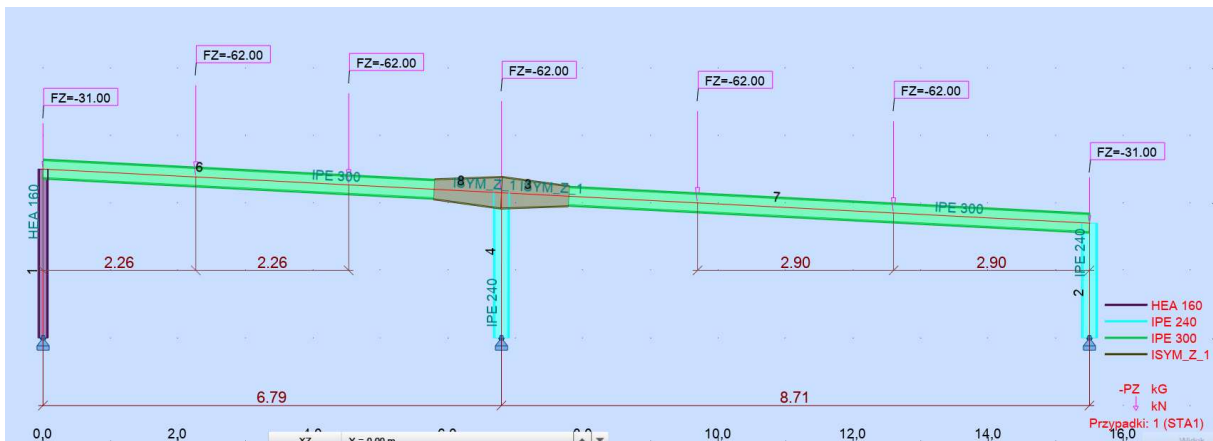 FZ=-62.00
FZ=-62.00
FZ=-62.00
FZ=-62.00
FZ=-62.00
FZ=-31.00
FZ=-31.00
HEA 160
6
IPE 300
8
ISYM_Z_1
3
ISYM_Z_1
7
IPE 300
1
2.26
2.26
4
IPE 240
2.90
2.90
IPE 240
2
HEA 160
IPE 240
IPE 300
ISYM_Z_1
6.79
8.71
-PZ kG
kN
Przypadki: 1 (STA1)
0,0
2,0
8,0
10,0
12,0
14,0
16,0